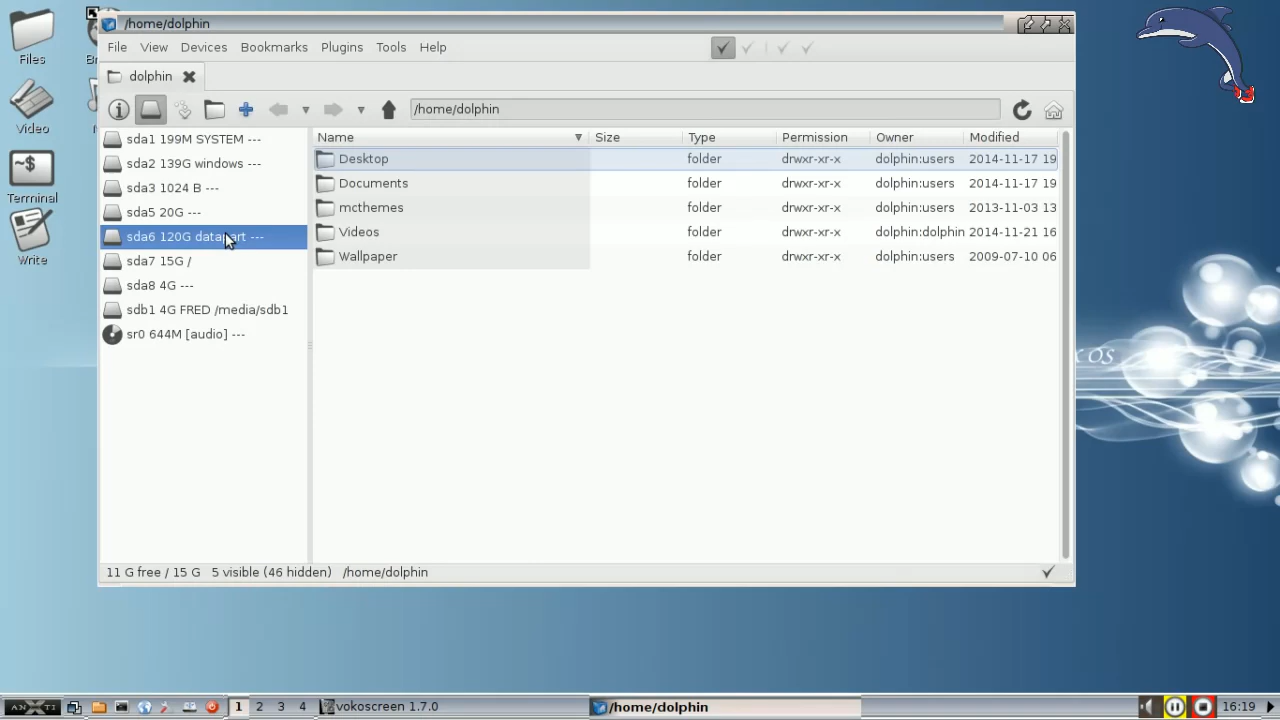 /home/dolphin
File View Devices Bookmarks Plugins Tools Help
dolphin
/home/dolphin
Files
Video
Terminal
Write
~$
sda1 199M SYSTEM ---
sda2 139G windows ---
sda3 1024 B ---
sda5 20G ---
sda6 120G datapart ---
sda7 15G /
sda8 4G ---
sdb1 4G FRED /media/sdb1
sr0 644M [audio] ---
Name Size Type Permission Owner Modified
Desktop folder drwxr-xr-x dolphin:users 2014-11-17 19
Documents folder drwxr-xr-x dolphin:users 2014-11-17 19
mcthemes folder drwxr-xr-x dolphin:users 2013-11-03 13
Videos folder drwxr-xr-x dolphin:dolphin 2014-11-21 16
Wallpaper folder drwxr-xr-x dolphin:users 2009-07-10 06
11 G free / 15 G 5 visible (46 hidden) /home/dolphin
1 2 3 4 vokoscreen 1.7.0 /home/dolphin 16:19